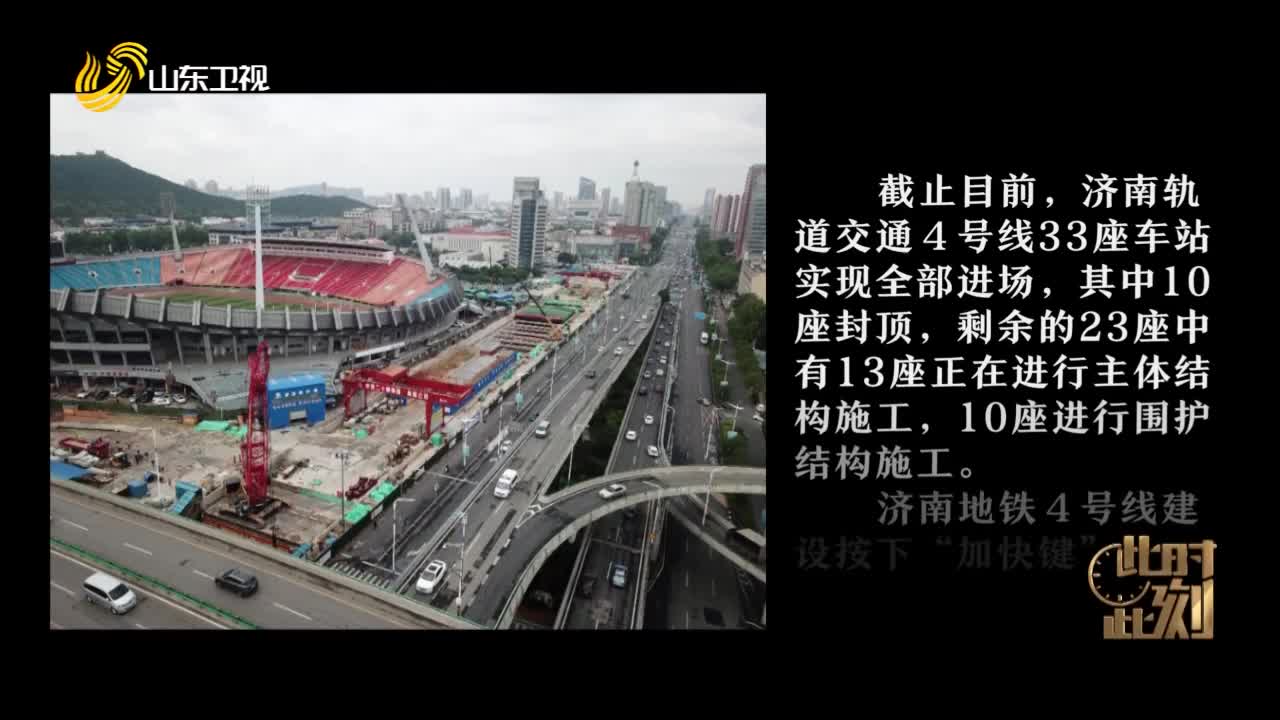 山东卫视
截止目前，济南轨
道交通４号线33座车站
实现全部进场，其中10
座封顶，剩余的23座中
有13座正在进行主体结
构施工，10座进行围护
结构施工。
济南地铁４号线建
设按下“加快键”
此时
此刻